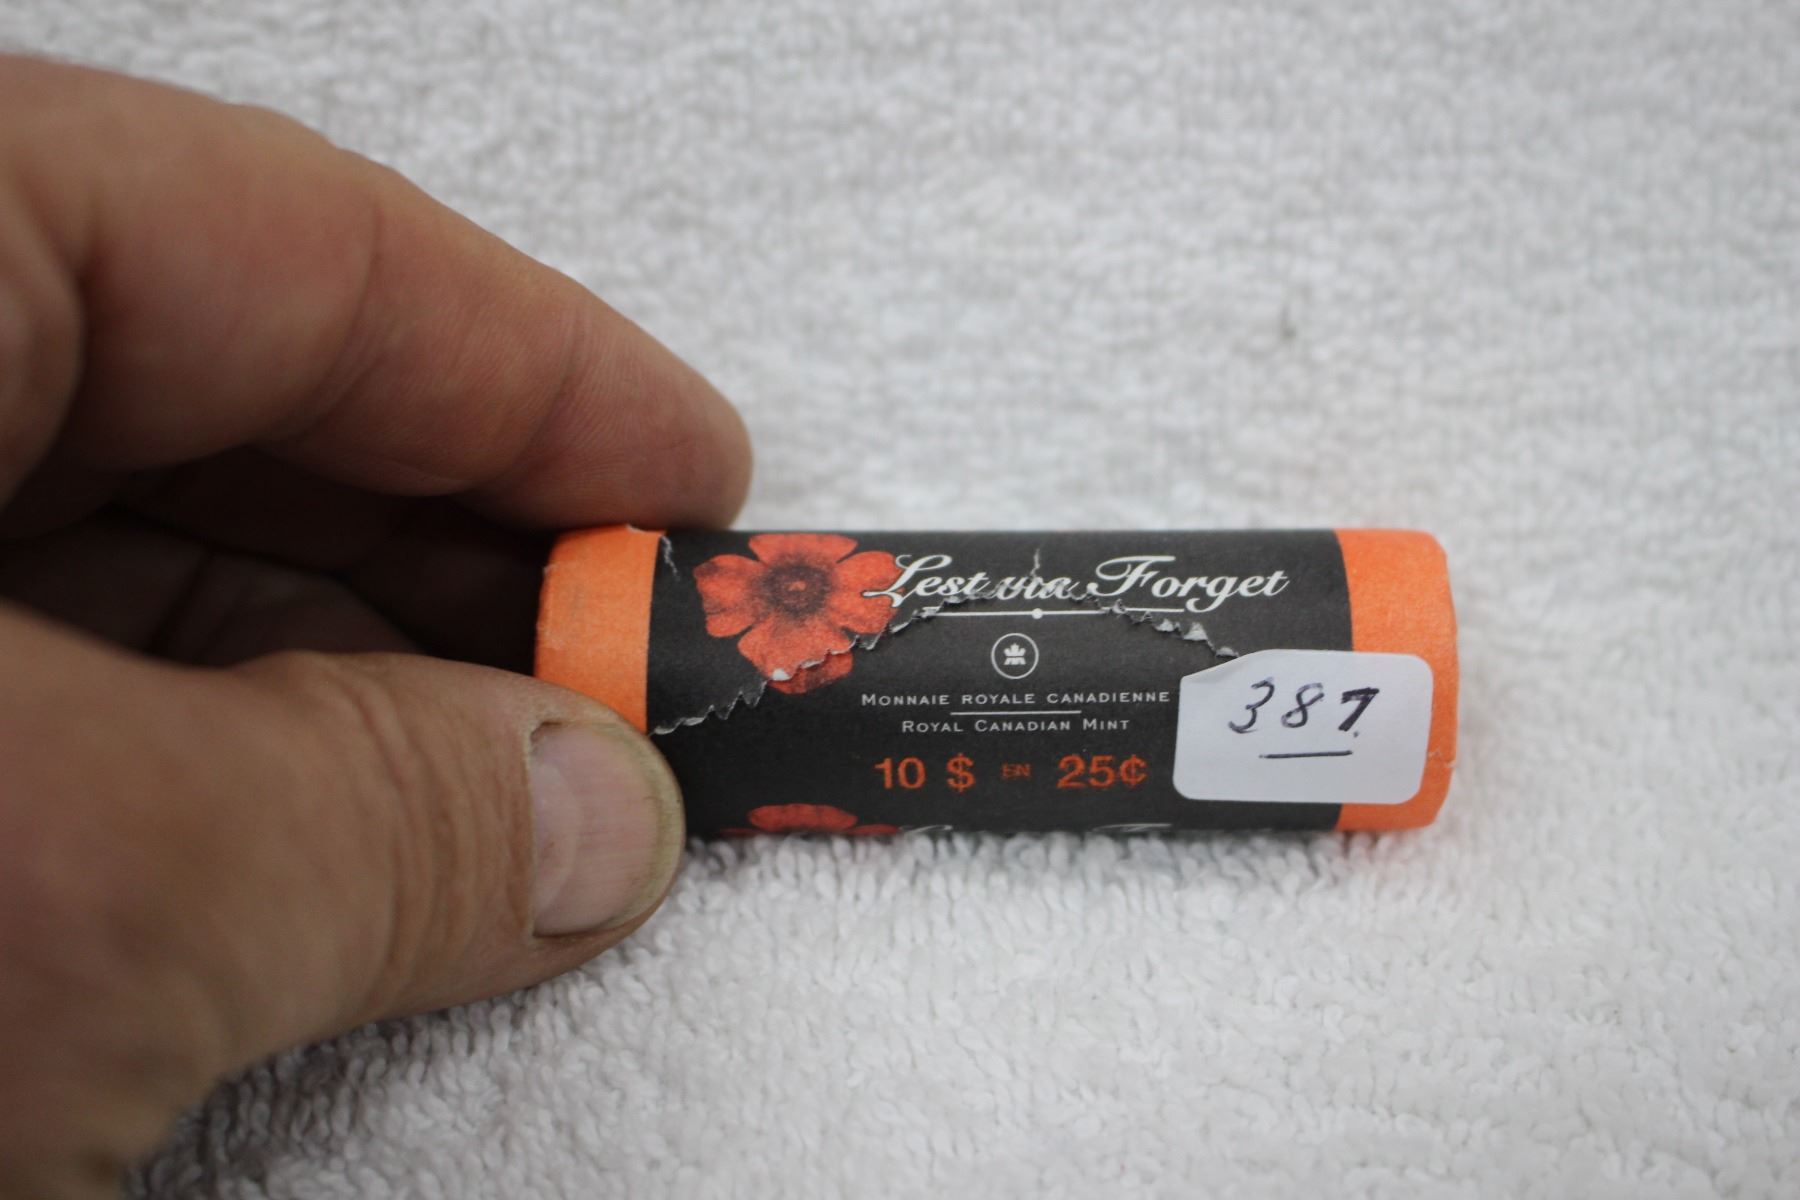 Lest we Forget
MONNAIE ROYALE CANADIENNE
ROYAL CANADIAN MINT
10 $ EN 25¢
387